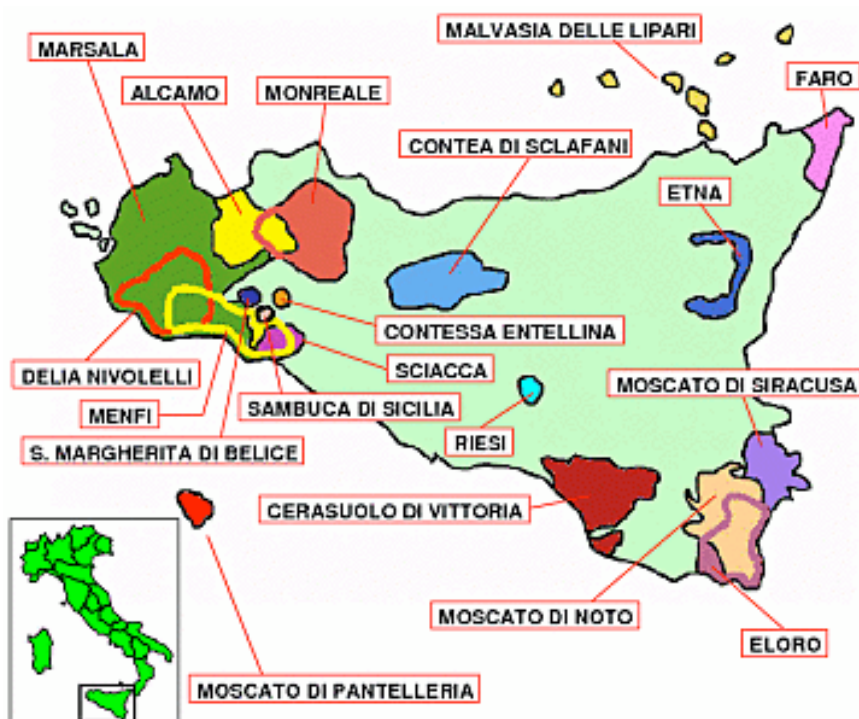 MALVASIA DELLE LIPARI
MARSALA
FARO
ALCAMO
MONREALE
CONTEA DI SCLAFANI
ETNA
CONTESSA ENTELLINA
SCIACCA
DELIA NIVOLELLI
MOSCATO DI SIRACUSA
MENFI
SAMBUCA DI SICILIA
RIESI
S. MARGHERITA DI BELICE
CERASUOLO DI VITTORIA
MOSCATO DI NOTO
ELORO
MOSCATO DI PANTELLERIA